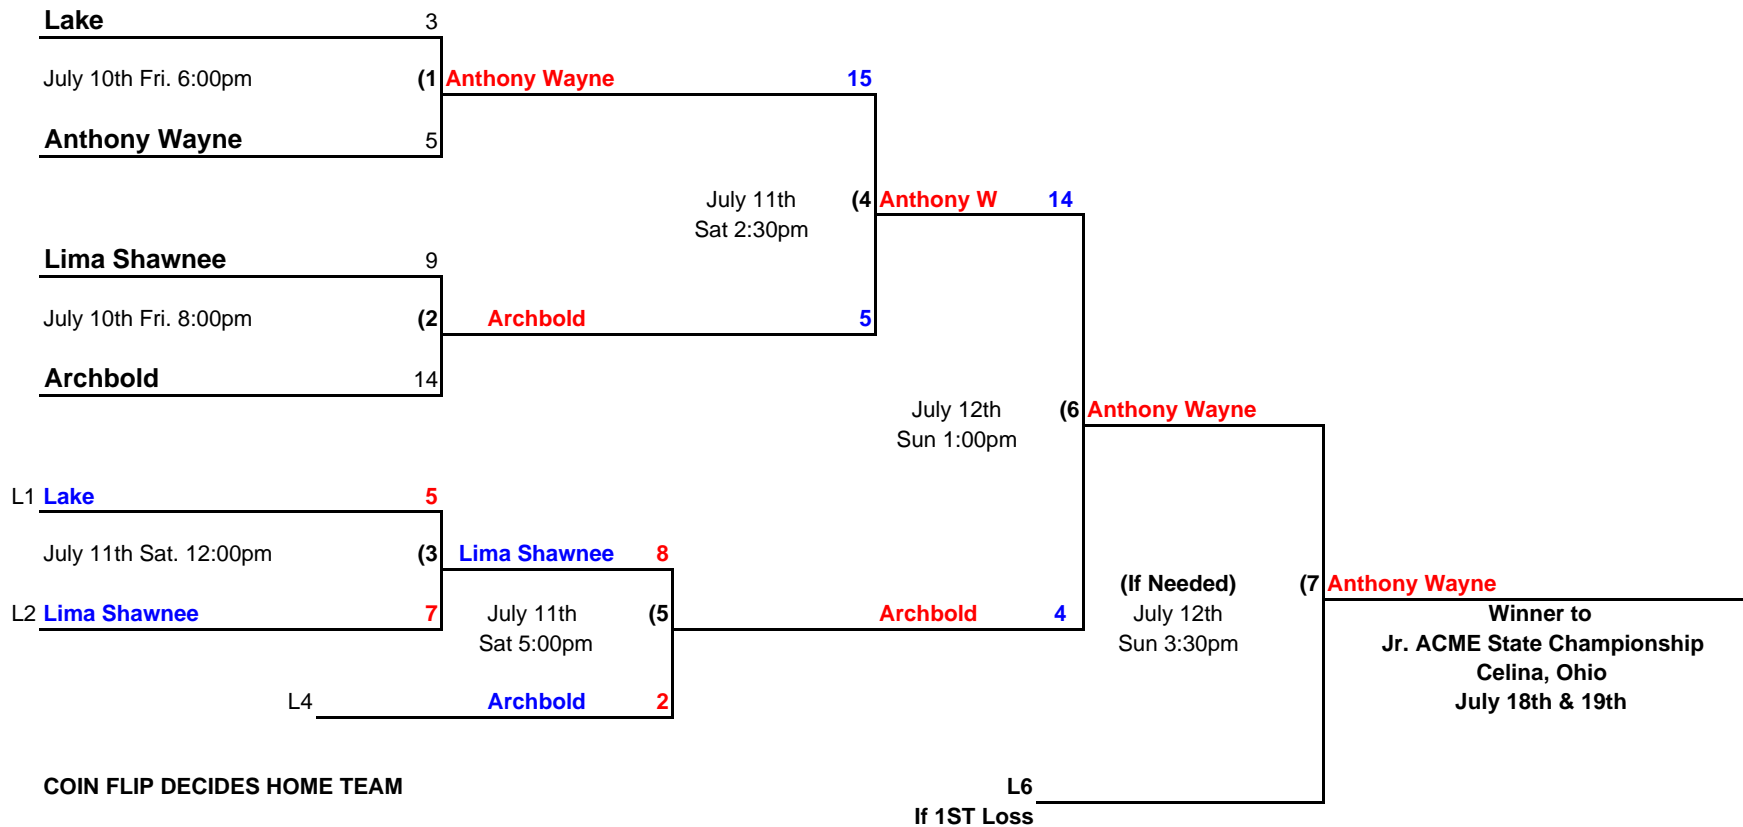 Lake 3
July 10th Fri. 6:00pm (1 Anthony Wayne 15
Anthony Wayne 5
July 11th (4 Anthony W 14
Sat 2:30pm
Lima Shawnee 9
July 10th Fri. 8:00pm (2 Archbold 5
Archbold 14
July 12th (6 Anthony Wayne
Sun 1:00pm
L1 Lake 5
July 11th Sat. 12:00pm (3 Lima Shawnee 8
(If Needed) (7 Anthony Wayne
L2 Lima Shawnee 7 July 11th (5 Archbold 4 July 12th Winner to
Sat 5:00pm Sun 3:30pm Jr. ACME State Championship
Celina, Ohio
L4 Archbold 2 July 18th & 19th
COIN FLIP DECIDES HOME TEAM L6
If 1ST Loss